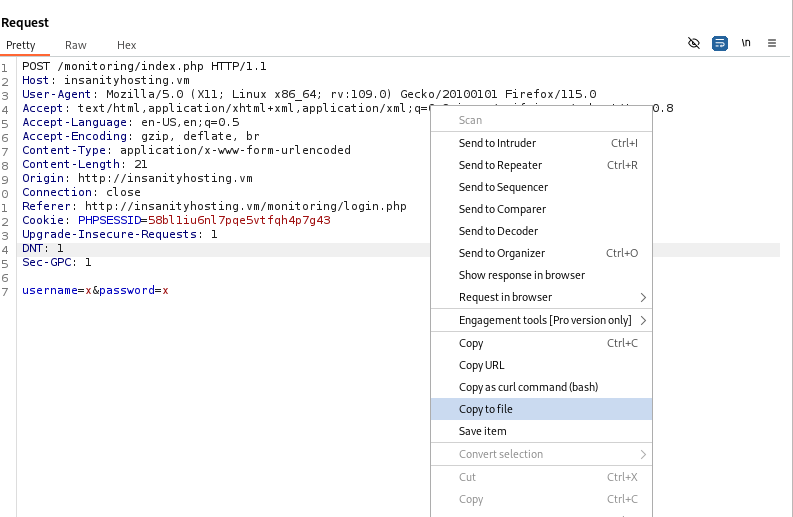 Request
Pretty Raw Hex \n
1 POST /monitoring/index.php HTTP/1.1
2 Host: insanityhosting.vm
3 User-Agent: Mozilla/5.0 (X11; Linux x86_64; rv:109.0) Gecko/20100101 Firefox/115.0
4 Accept: text/html,application/xhtml+xml,application/xml;q=0.8
5 Accept-Language: en-US,en;q=0.5
6 Accept-Encoding: gzip, deflate, br
7 Content-Type: application/x-www-form-urlencoded
8 Content-Length: 21
9 Origin: http://insanityhosting.vm
0 Connection: close
1 Referer: http://insanityhosting.vm/monitoring/login.php
2 Cookie: PHPSESSID=58bl1iu6nl7pqe5vtfqh4p7g43
3 Upgrade-Insecure-Requests: 1
4 DNT: 1
5 Sec-GPC: 1
6
7 username=x&password=x
Scan
Send to Intruder Ctrl+I
Send to Repeater Ctrl+R
Send to Sequencer
Send to Comparer
Send to Decoder
Send to Organizer Ctrl+O
Show response in browser
Request in browser
Engagement tools [Pro version only]
Copy Ctrl+C
Copy URL
Copy as curl command (bash)
Copy to file
Save item
Convert selection
Cut Ctrl+X
Copy Ctrl+C